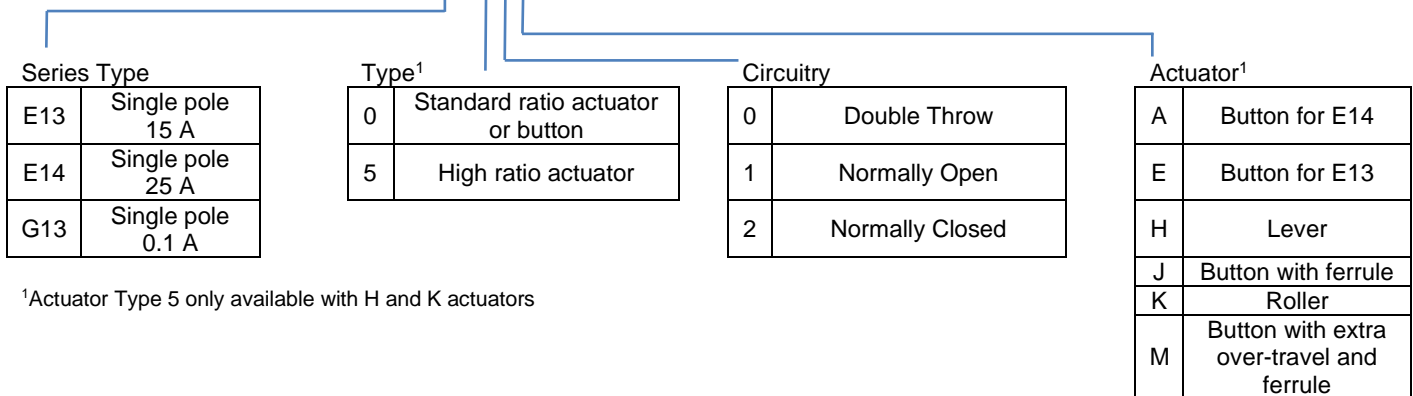 Series Type
E13 Single pole
15 A
E14 Single pole
25 A
G13 Single pole
0.1 A
Type¹
0 Standard ratio actuator
or button
5 High ratio actuator
Circuitry
0 Double Throw
1 Normally Open
2 Normally Closed
Actuator¹
A Button for E14
E Button for E13
H Lever
J Button with ferrule
K Roller
M Button with extra
over-travel and
ferrule
¹Actuator Type 5 only available with H and K actuators